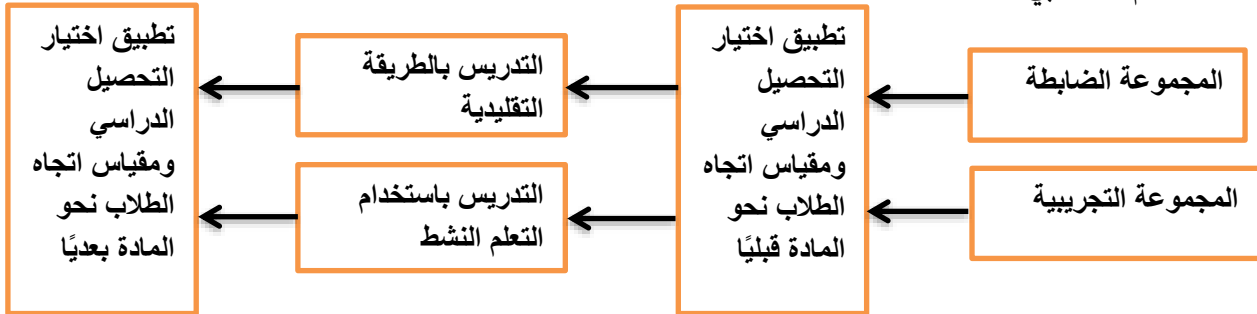 المجموعة الضابطة
المجموعة التجريبية
تطبيق اختيار
التحصيل
الدراسي
ومقياس اتجاه
الطلاب نحو
المادة قبليًا
التدريس بالطريقة
التقليدية
التدريس باستخدام
التعلم النشط
تطبيق اختيار
التحصيل
الدراسي
ومقياس اتجاه
الطلاب نحو
المادة بعديًا